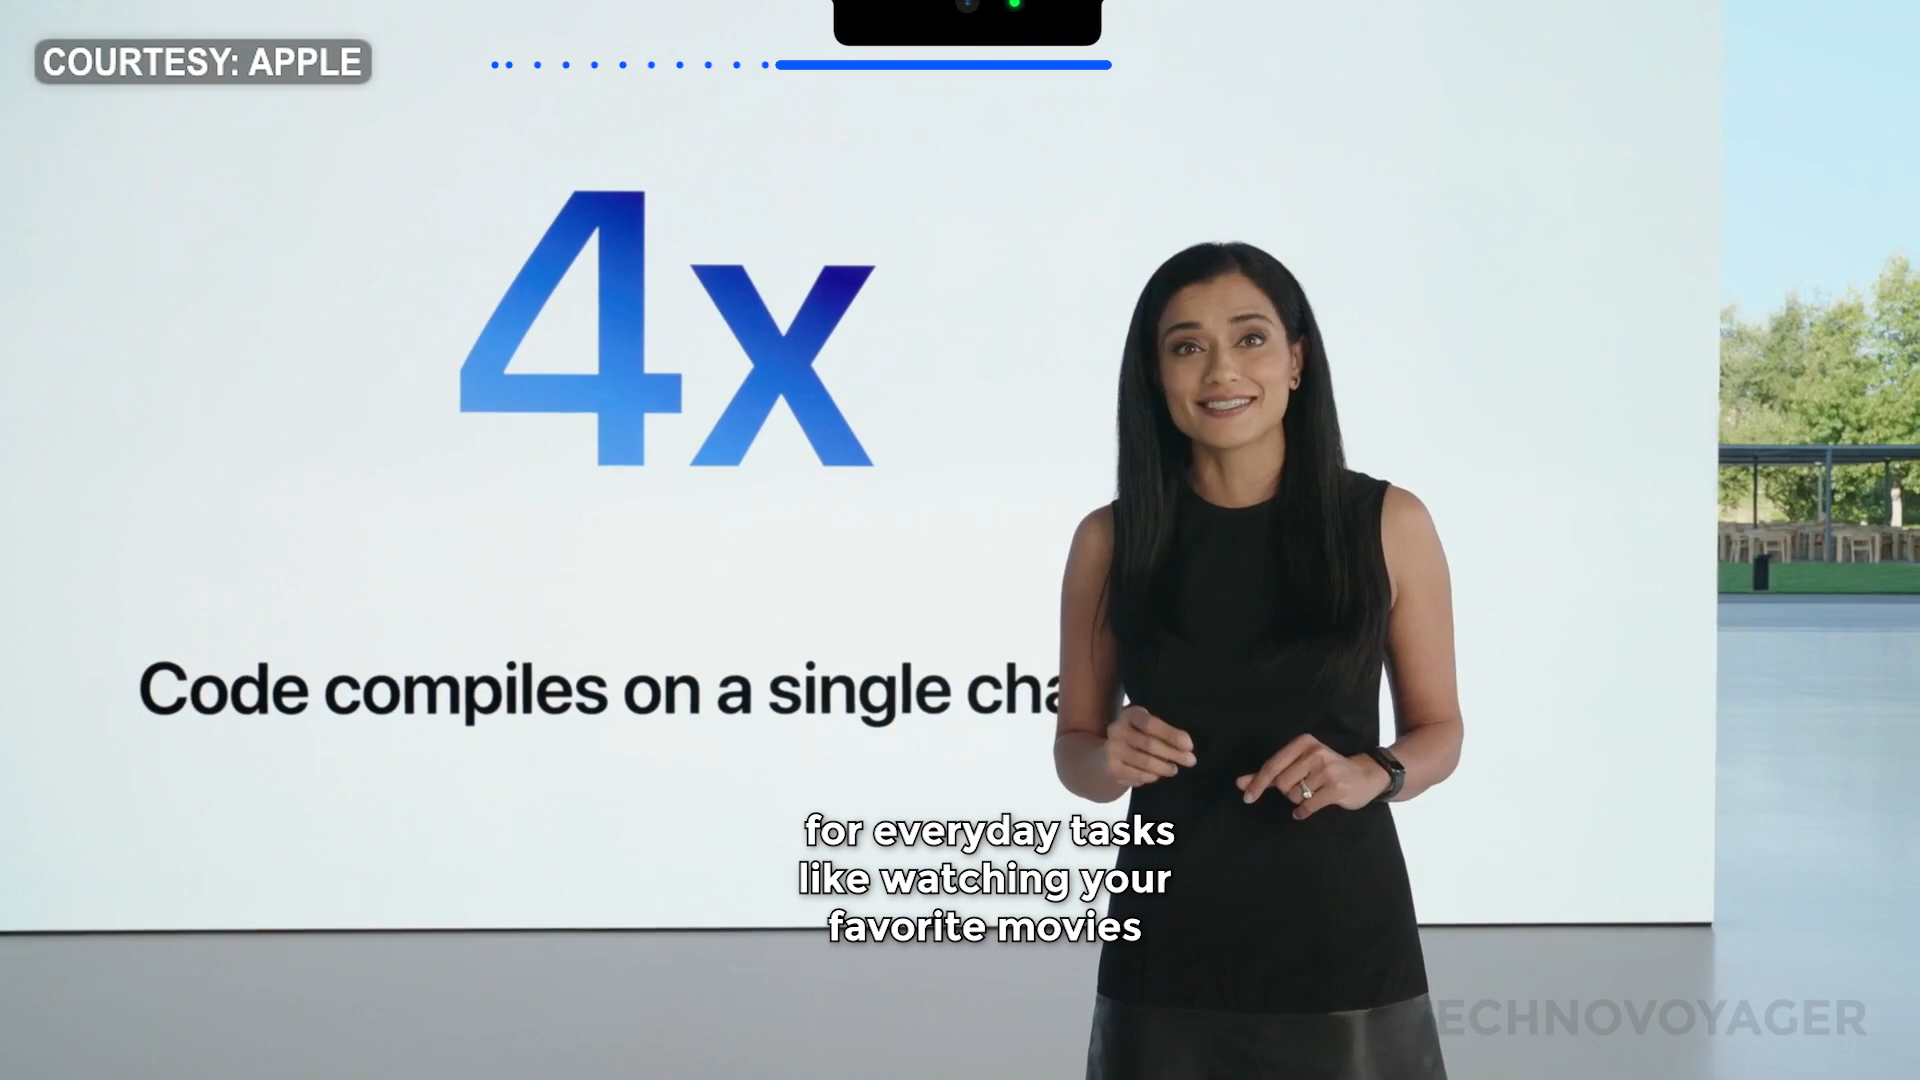 COURTESY: APPLE
4x
Code compiles on a single cha
for everyday tasks
like watching your
favorite movies
ECHNOVOYAGER